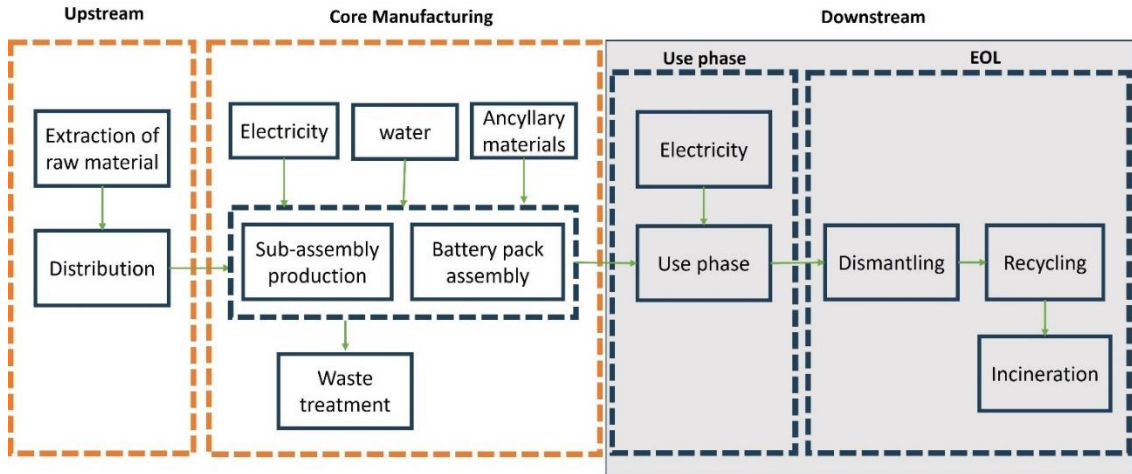 Upstream
Core Manufacturing
Downstream
Use phase
EOL
Extraction of
raw material
Distribution
Electricity
water
Ancyllary
materials
Sub-assembly
production
Battery pack
assembly
Waste
treatment
Electricity
Use phase
Dismantling
Recycling
Incineration